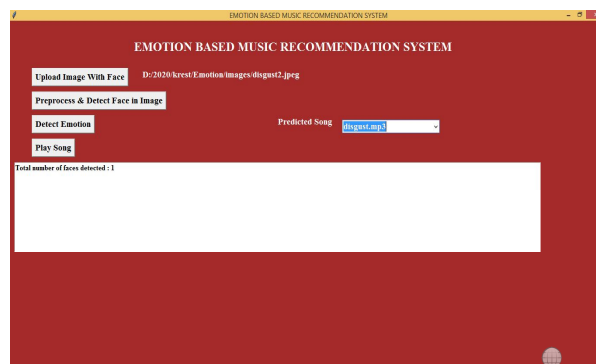 EMOTION BASED MUSIC RECOMMENDATION SYSTEM
EMOTION BASED MUSIC RECOMMENDATION SYSTEM
Upload Image With Face D:/2020/krest/Emotion/images/disgust2.jpeg
Preprocess & Detect Face in Image
Detect Emotion Predicted Song disgust.mp3
Play Song
Total number of faces detected : 1